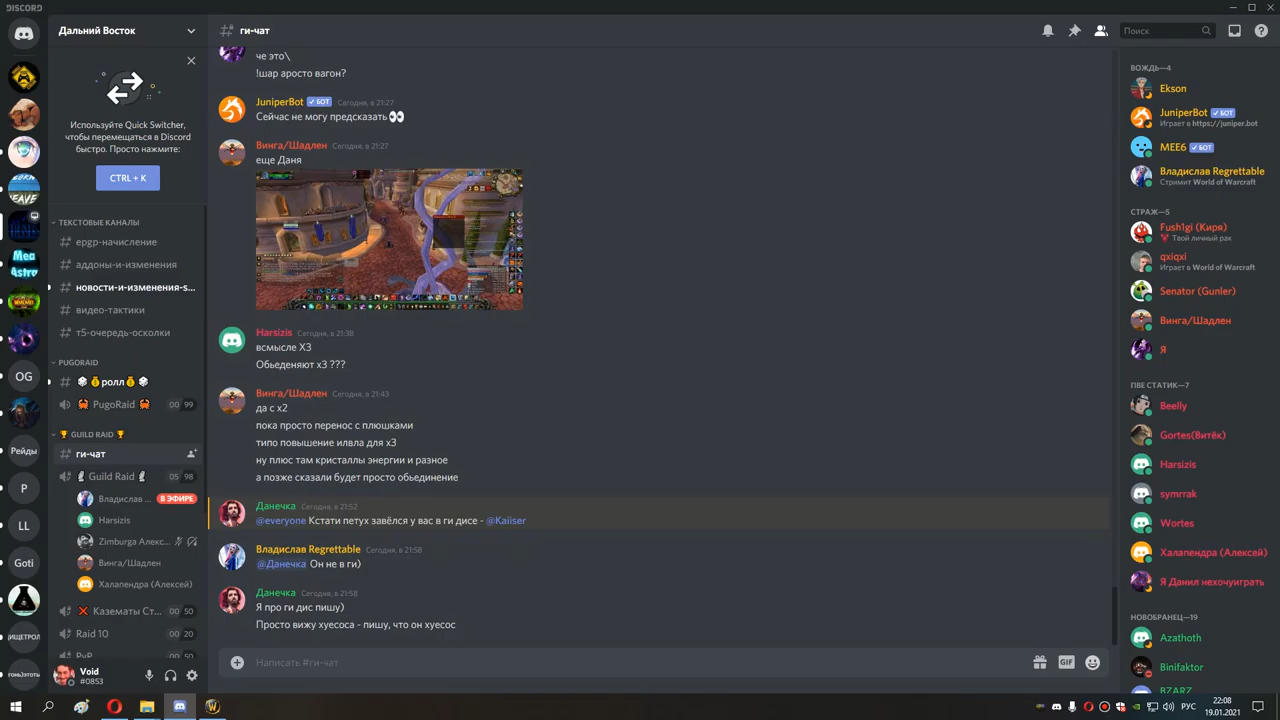 DISCORD
Дальний Восток
ги-чат
Поиск
Используйте Quick Switcher,
чтобы перемещаться в Discord
быстро. Просто нажмите:
CTRL + K
ТЕКСТОВЫЕ КАНАЛЫ
epgp-начисление
аддоны-и-изменения
новости-и-изменения-s...
видео-тактики
т5-очередь-осколки
PUGORAID
ролл
PugoRaid
00 99
GUILD RAID
ги-чат
Guild Raid
05 98
Владислав ...
В ЭФИРЕ
Harsizis
Zimburga Алекс...
Винга/Шадлен
Халапендра (Алексей)
Казематы Ст...
00 50
Raid 10
00 20
PvP
00 50
Void
#0853
OG
Рейды
P
LL
Goti
че это\
!шар аросто вагон?
JuniperBot БОТ Сегодня, в 21:27
Сейчас не могу предсказать
Винга/Шадлен Сегодня, в 21:27
еще Даня
Harsizis Сегодня, в 21:38
всмысле Х3
Обьеденяют х3 ???
Винга/Шадлен Сегодня, в 21:43
да с х2
пока просто перенос с плюшками
типо повышение илвла для х3
ну плюс там кристаллы энергии и разное
а позже сказали будет просто обьединение
Данечка Сегодня, в 21:52
@everyone Кстати петух завёлся у вас в ги дисе - @Kaiiser
Владислав Regrettable Сегодня, в 21:58
@Данечка Он не в ги)
Данечка Сегодня, в 21:58
Я про ги дис пишу)
Просто вижу хуесоса - пишу, что он хуесос
Написать #ги-чат
GIF
ВОЖДЬ—4
Ekson
JuniperBot БОТ
Играет в https://juniper.bot
MEE6 БОТ
Владислав Regrettable
Стримит World of Warcraft
СТРАЖ—5
Fush1gi (Киря)
Твой личный рак
qxiqxi
Играет в World of Warcraft
Senator (Gunler)
Винга/Шадлен
Я
ПВЕ СТАТИК—7
Beelly
Gortes(Витёк)
Harsizis
symrrak
Wortes
Халапендра (Алексей)
Я Данил нехочуиграть
НОВОБРАНЕЦ—19
Azathoth
Binifaktor
BZARZ
РУС
22:08
19.01.2021